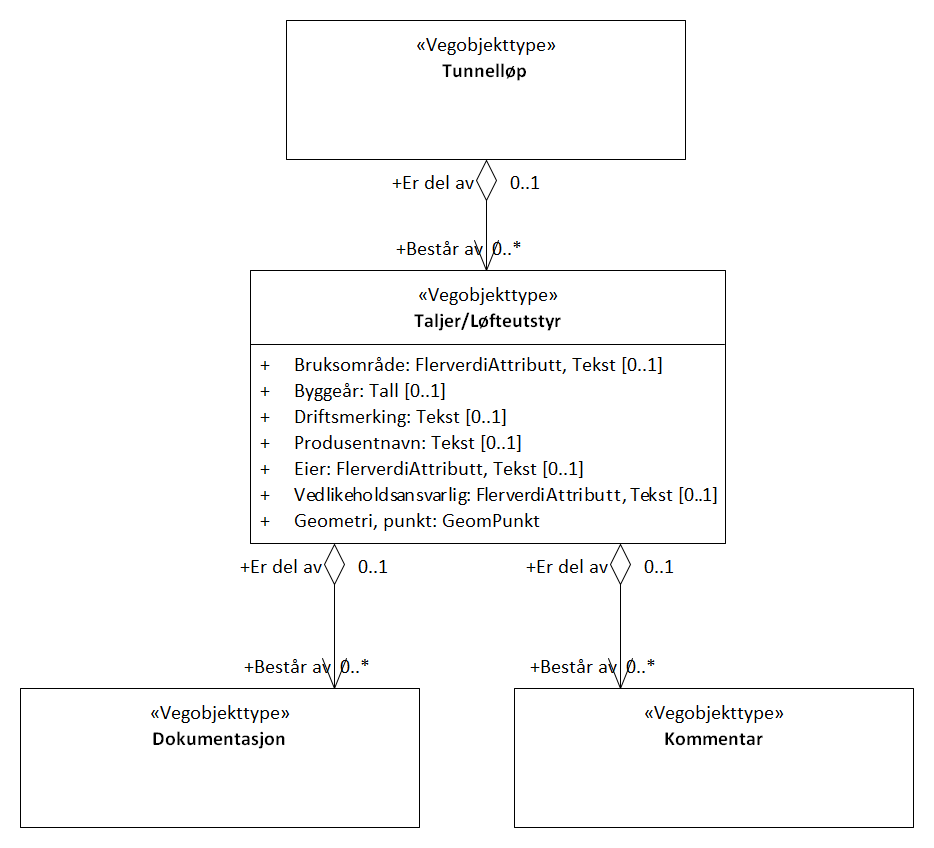 «Vegobjekttype»
Tunnelløp
+Er del av 0..1
+Består av 0..*
«Vegobjekttype»
Taljer/Løfteutstyr
+ Bruksområde: FlerverdiAttributt, Tekst [0..1]
+ Byggeår: Tall [0..1]
+ Driftsmerking: Tekst [0..1]
+ Produsentnavn: Tekst [0..1]
+ Eier: FlerverdiAttributt, Tekst [0..1]
+ Vedlikeholdsansvarlig: FlerverdiAttributt, Tekst [0..1]
+ Geometri, punkt: GeomPunkt
+Er del av 0..1
+Er del av 0..1
+Består av 0..*
+Består av 0..*
«Vegobjekttype»
Dokumentasjon
«Vegobjekttype»
Kommentar